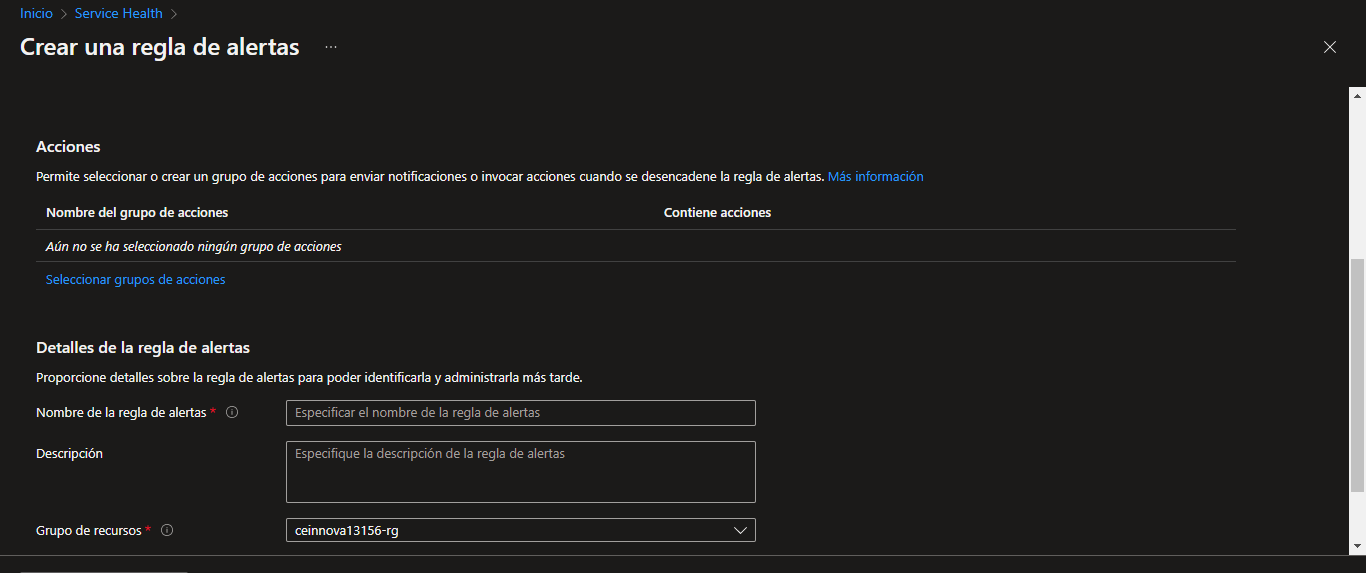 Inicio > Service Health >
Crear una regla de alertas ...
Acciones
Permite seleccionar o crear un grupo de acciones para enviar notificaciones o invocar acciones cuando se desencadene la regla de alertas. Más información
Nombre del grupo de acciones Contiene acciones
Aún no se ha seleccionado ningún grupo de acciones
Seleccionar grupos de acciones
Detalles de la regla de alertas
Proporcione detalles sobre la regla de alertas para poder identificarla y administrarla más tarde.
Nombre de la regla de alertas * Especificar el nombre de la regla de alertas
Descripción Especifique la descripción de la regla de alertas
Grupo de recursos * ceinnova13156-rg